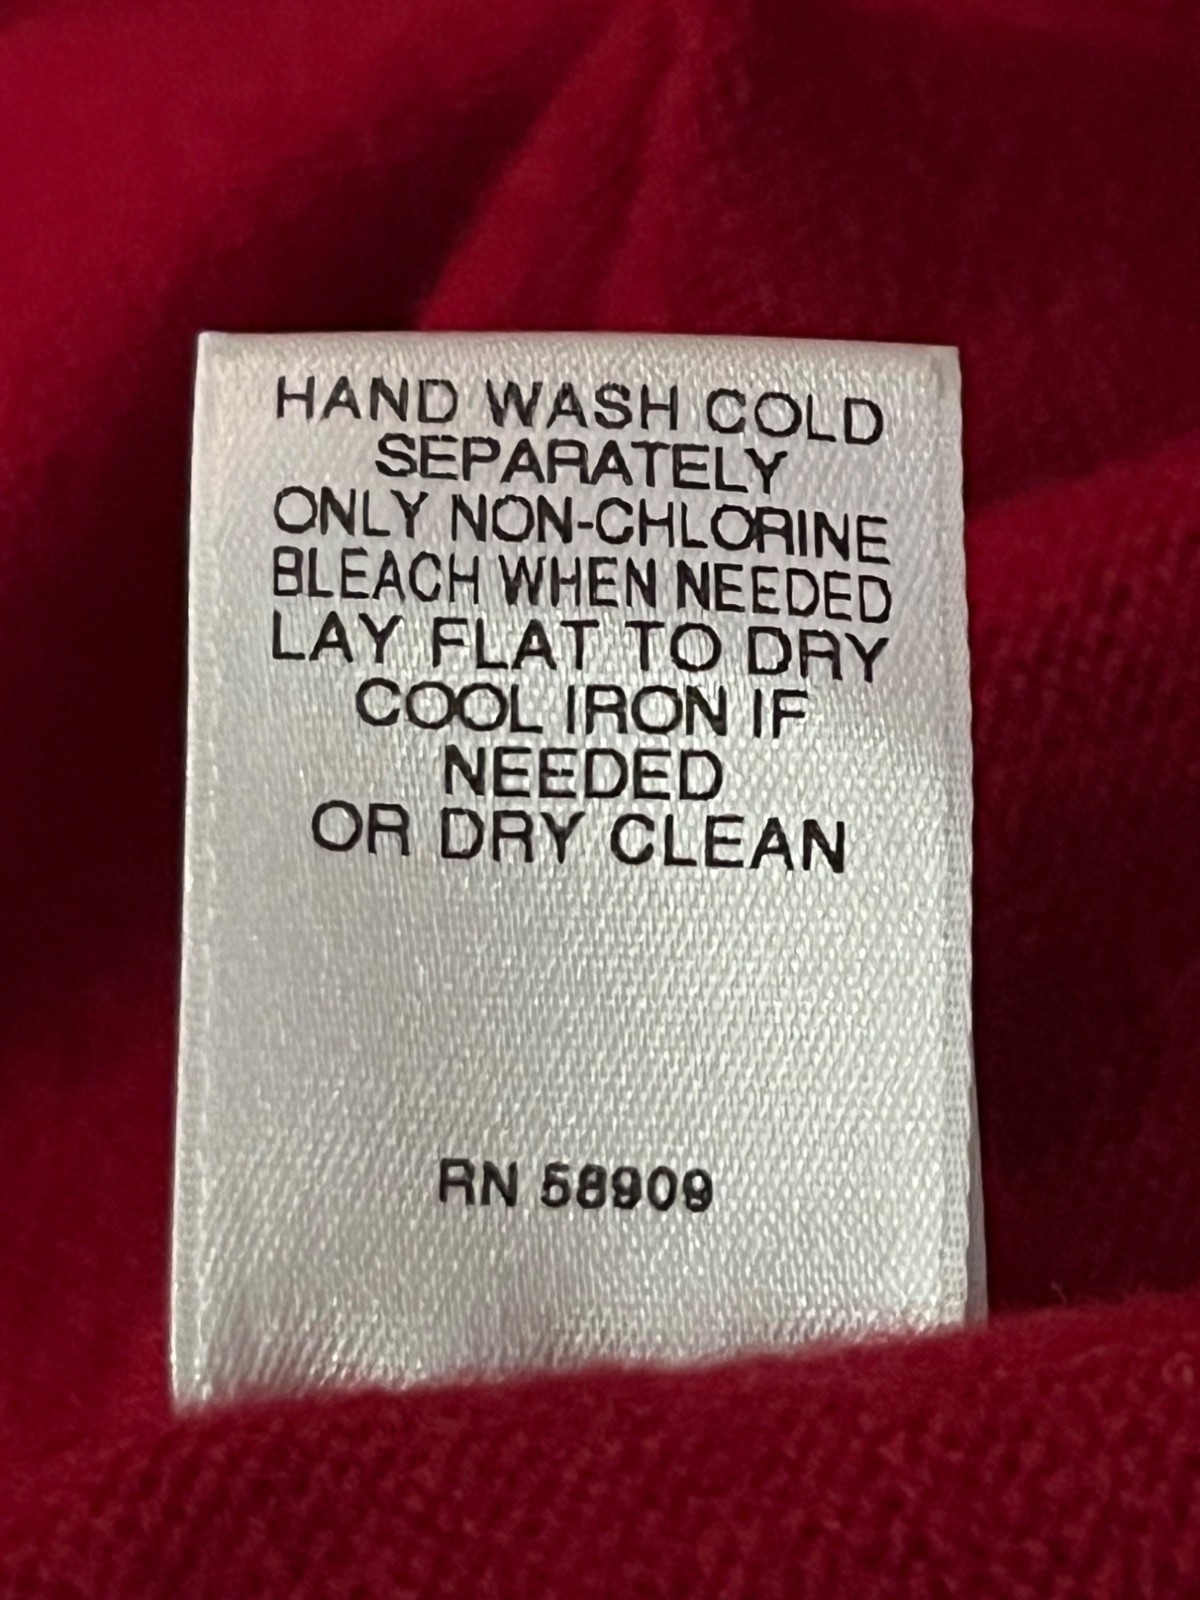 HAND WASH COLD
SEPARATELY
ONLY NON-CHLORINE
BLEACH WHEN NEEDED
LAY FLAT TO DRY
COOL IRON IF
NEEDED
OR DRY CLEAN
RN 58909